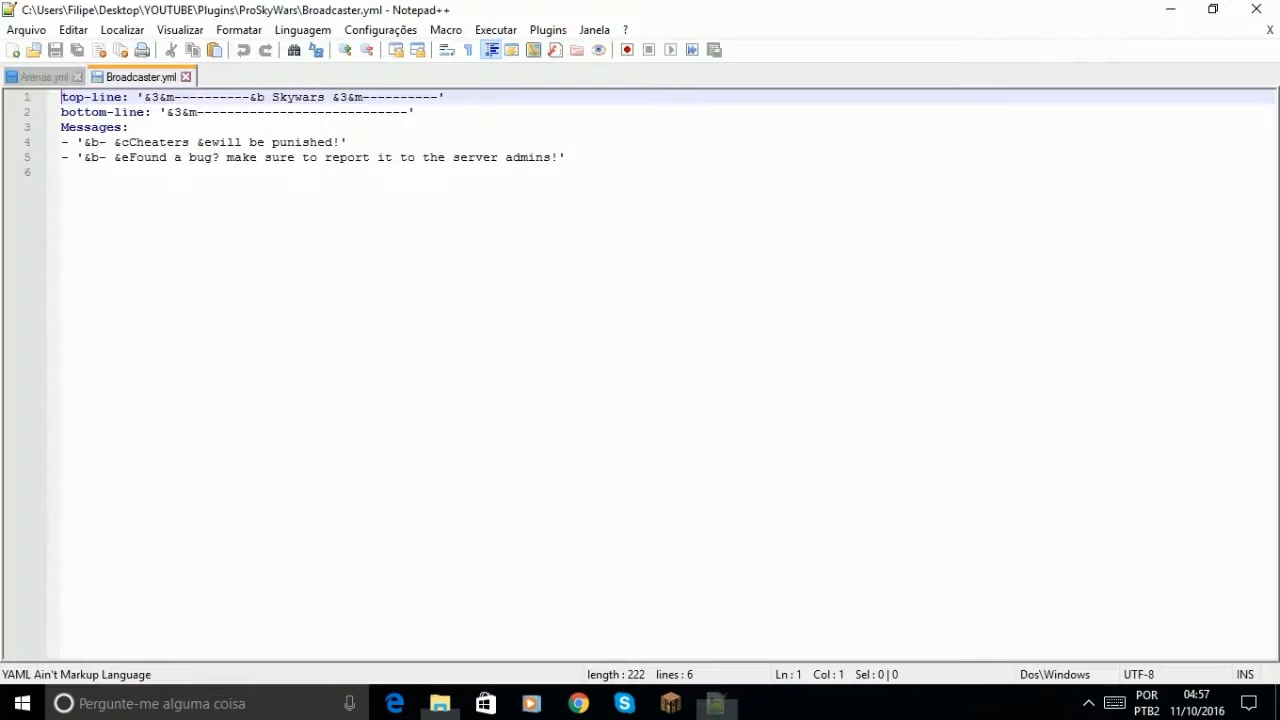 C:\Users\Filipe\Desktop\YOUTUBE\Plugins\ProSkyWars\Broadcaster.yml - Notepad++
Arquivo Editar Localizar Visualizar Formatar Linguagem Configurações Macro Executar Plugins Janela ? X
Arenas.yml Broadcaster.yml
1 top-line: '&3&m----------&b Skywars &3&m----------'
2 bottom-line: '&3&m----------------------------'
3 Messages:
4 - '&b- &cCheaters &ewill be punished!'
5 - '&b- &eFound a bug? make sure to report it to the server admins!'
6
YAML Ain't Markup Language length : 222 lines : 6 Ln : 1 Col : 1 Sel : 0 | 0 Dos\Windows UTF-8 INS
Pergunte-me alguma coisa
POR 04:57
PTB2 11/10/2016